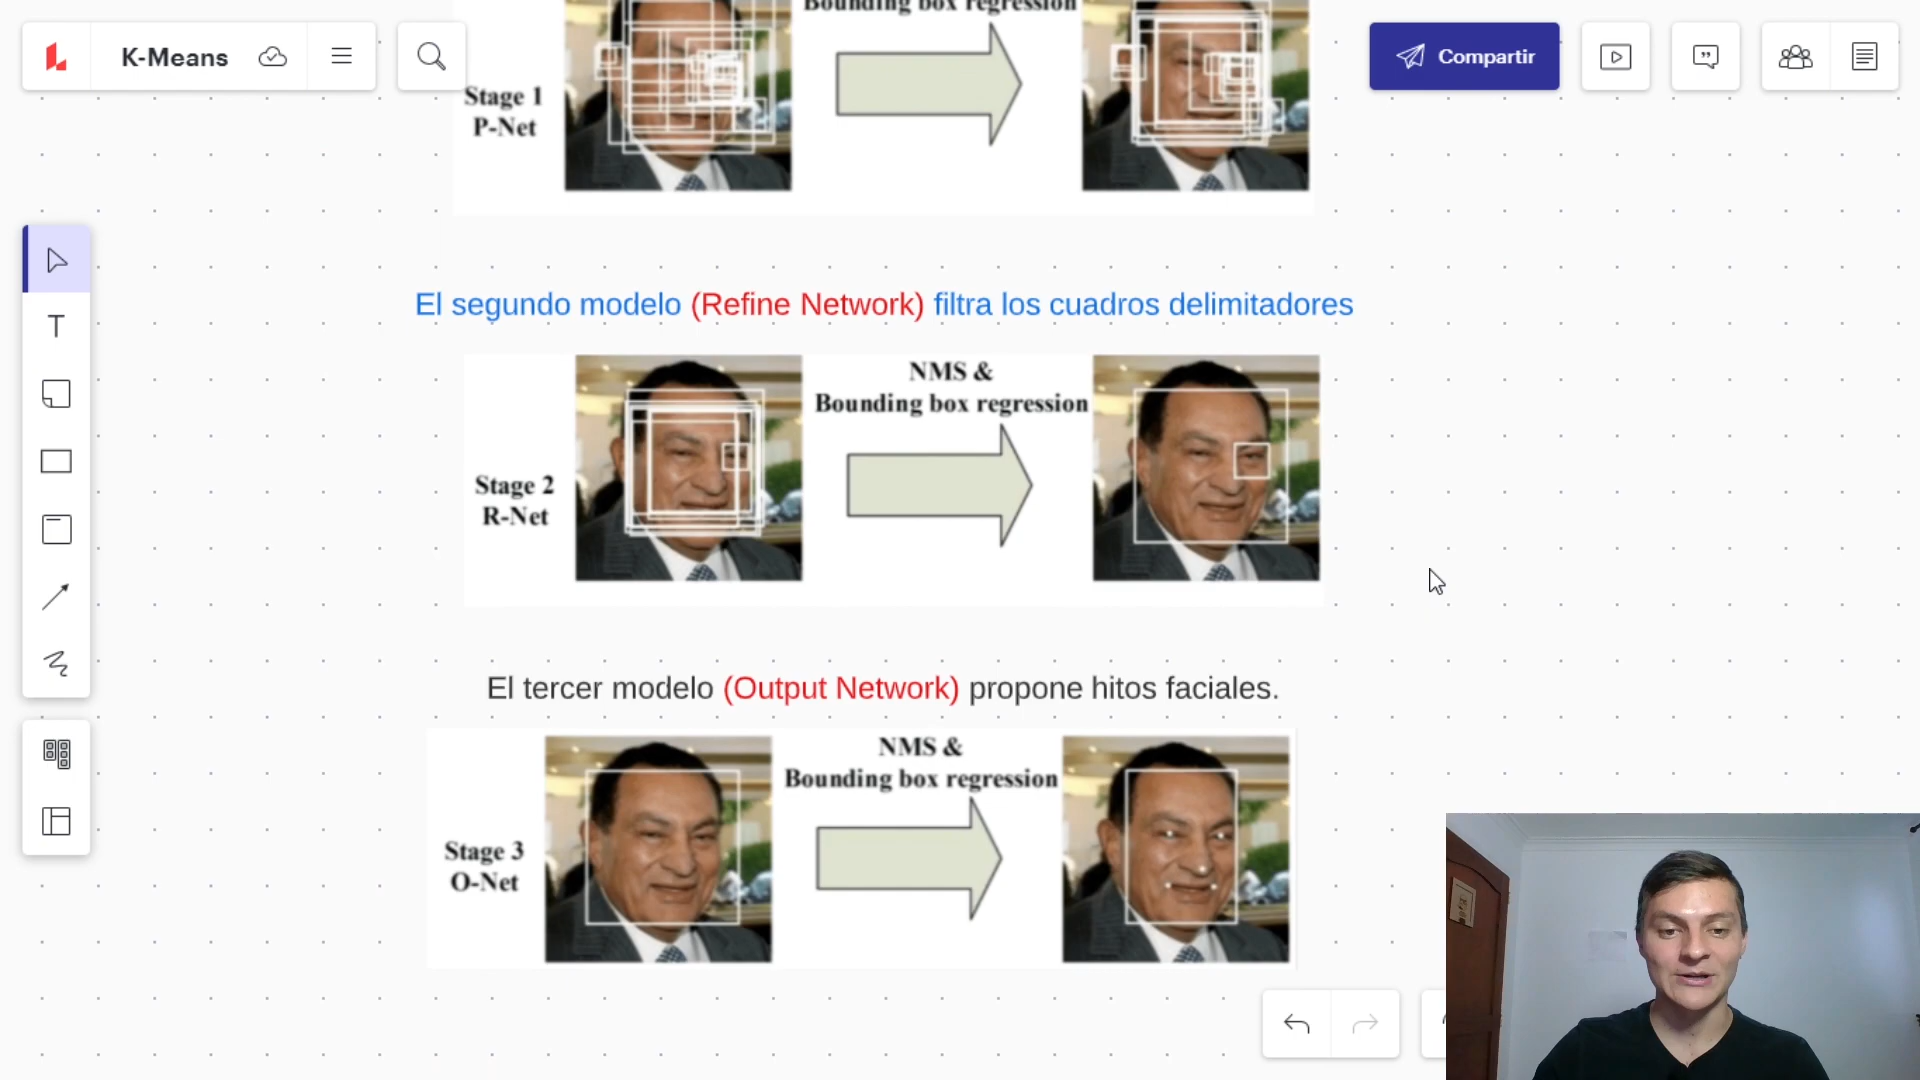 K-Means
Compartir
Bounding box regression
Stage 1
P-Net
El segundo modelo (Refine Network) filtra los cuadros delimitadores
NMS &
Bounding box regression
Stage 2
R-Net
El tercer modelo (Output Network) propone hitos faciales.
NMS &
Bounding box regression
Stage 3
O-Net